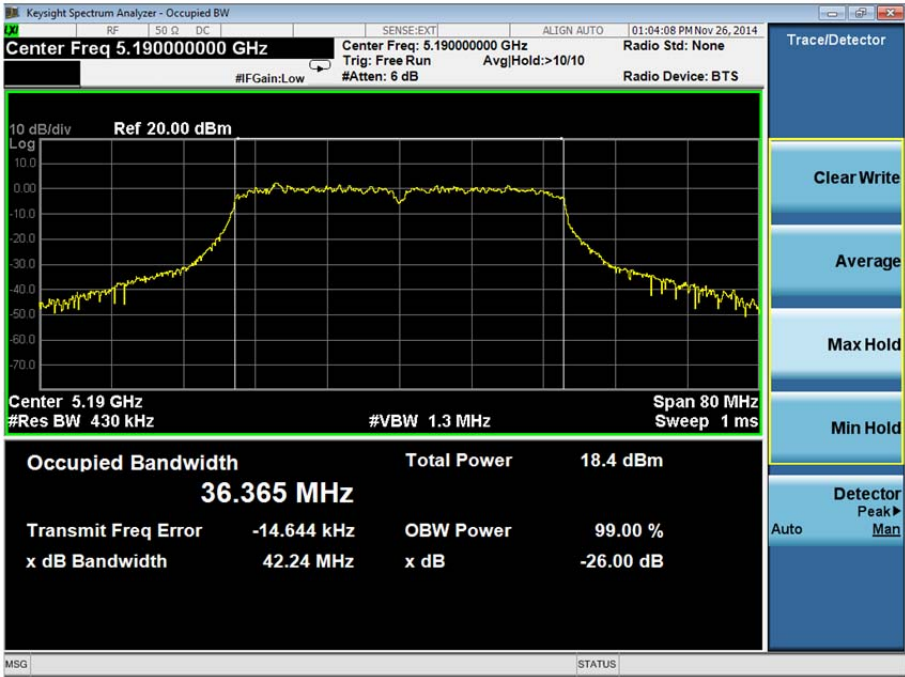 Keysight Spectrum Analyzer - Occupied BW
LXI RF 50 Ω DC SENSE:EXT ALIGN AUTO 01:04:08 PM Nov 26, 2014
Center Freq 5.190000000 GHz
Center Freq: 5.190000000 GHz
Radio Std: None
Trig: Free Run Avg|Hold:>10/10
#IFGain:Low
#Atten: 6 dB
Radio Device: BTS
10 dB/div Ref 20.00 dBm
Log
10.0
0.00
-10.0
-20.0
-30.0
-40.0
-50.0
-60.0
-70.0
Center 5.19 GHz Span 80 MHz
#Res BW 430 kHz #VBW 1.3 MHz Sweep 1 ms
Occupied Bandwidth Total Power 18.4 dBm
36.365 MHz
Transmit Freq Error -14.644 kHz OBW Power 99.00 %
x dB Bandwidth 42.24 MHz x dB -26.00 dB
MSG STATUS
Trace/Detector
Clear Write
Average
Max Hold
Min Hold
Detector
Peak▶
Auto Man